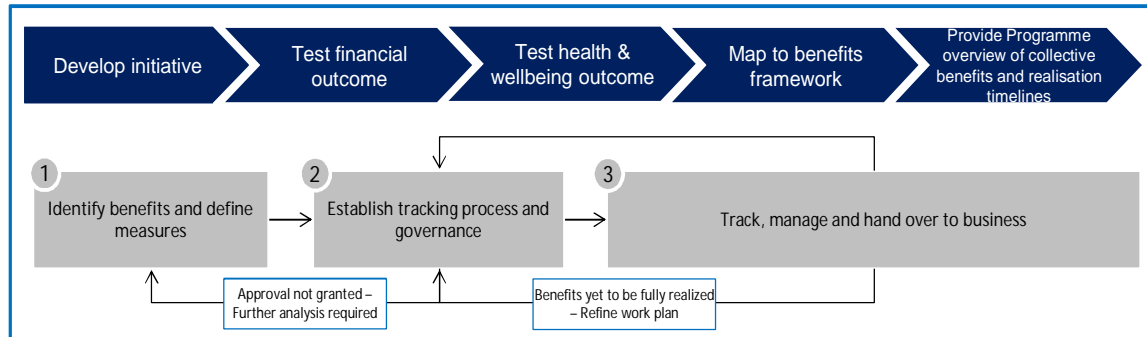 Develop initiative
Test financial
outcome
Test health &
wellbeing outcome
Map to benefits
framework
Provide Programme
overview of collective
benefits and realisation
timelines
1
Identify benefits and define
measures
2
Establish tracking process and
governance
3
Track, manage and hand over to business
Approval not granted –
Further analysis required
Benefits yet to be fully realized
– Refine work plan